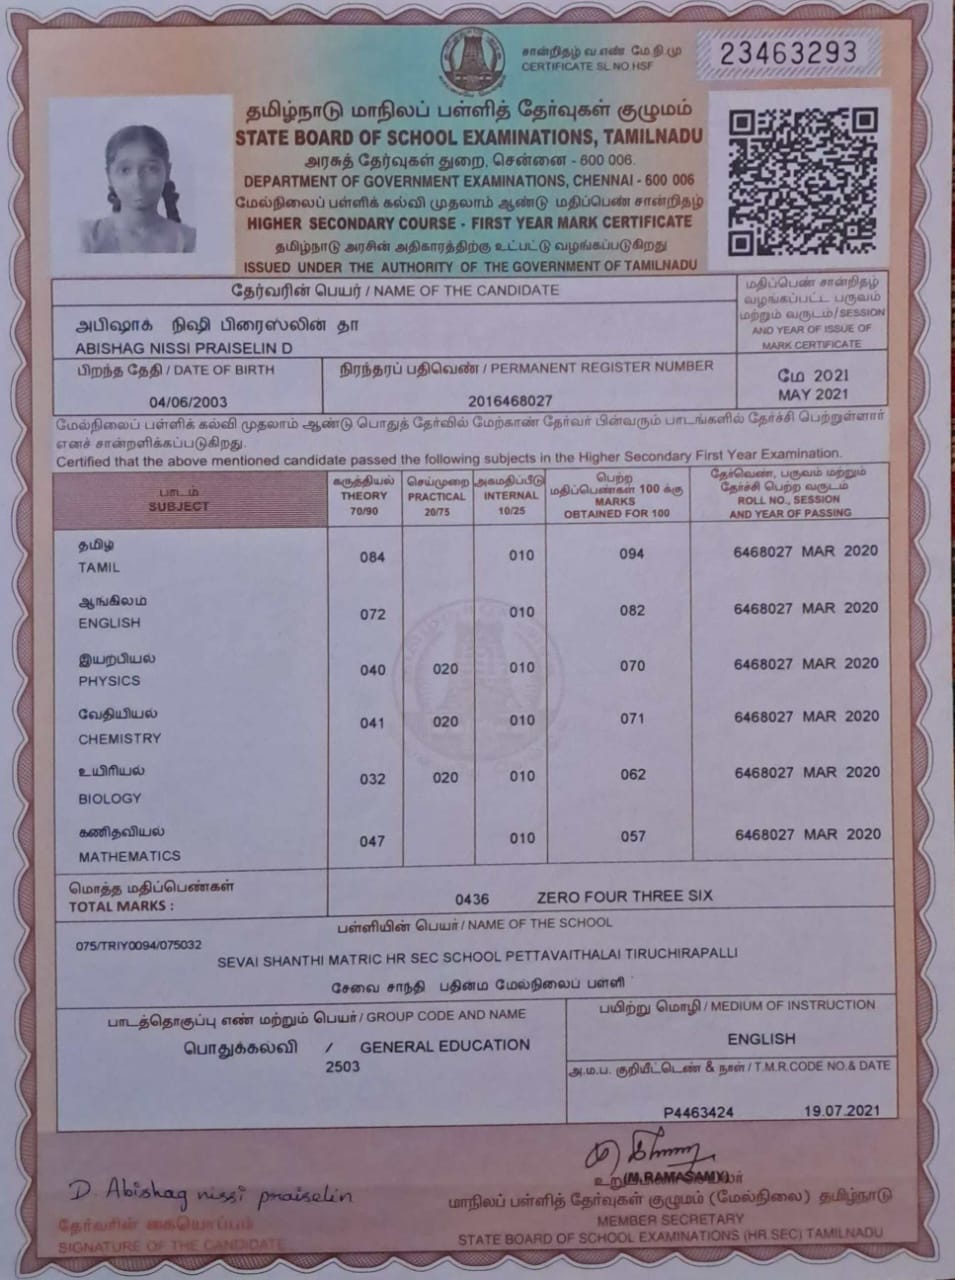 சான்றிதழ் வ.எண் மே.நி.மு
CERTIFICATE SL.NO.HSF
23463293
தமிழ்நாடு மாநிலப் பள்ளித் தேர்வுகள் குழுமம்
STATE BOARD OF SCHOOL EXAMINATIONS, TAMILNADU
அரசுத் தேர்வுகள் துறை, சென்னை - 600 006.
DEPARTMENT OF GOVERNMENT EXAMINATIONS, CHENNAI - 600 006
மேல்நிலைப் பள்ளிக் கல்வி முதலாம் ஆண்டு மதிப்பெண் சான்றிதழ்
HIGHER SECONDARY COURSE - FIRST YEAR MARK CERTIFICATE
தமிழ்நாடு அரசின் அதிகாரத்திற்கு உட்பட்டு வழங்கப்படுகிறது
ISSUED UNDER THE AUTHORITY OF THE GOVERNMENT OF TAMILNADU
தேர்வரின் பெயர் / NAME OF THE CANDIDATE
அபிஷாக் நிஷி பிரைஸ்லின் தா
ABISHAG NISSI PRAISELIN D
மதிப்பெண் சான்றிதழ்
வழங்கப்பட்ட பருவம்
மற்றும் வருடம் / SESSION
AND YEAR OF ISSUE OF
MARK CERTIFICATE
பிறந்த தேதி / DATE OF BIRTH
04/06/2003
நிரந்தரப் பதிவெண் / PERMANENT REGISTER NUMBER
2016468027
மே 2021
MAY 2021
மேல்நிலைப் பள்ளிக் கல்வி முதலாம் ஆண்டு பொதுத் தேர்வில் மேற்காண் தேர்வர் பின்வரும் பாடங்களில் தேர்ச்சி பெற்றுள்ளார்
எனச் சான்றளிக்கப்படுகிறது.
Certified that the above mentioned candidate passed the following subjects in the Higher Secondary First Year Examination.
பாடம்
SUBJECT
கருத்தியல்
THEORY
70/90
செய்முறை
PRACTICAL
20/75
அகமதிப்பீடு
INTERNAL
10/25
பெற்ற
மதிப்பெண்கள் 100 க்கு
MARKS
OBTAINED FOR 100
தேர்வெண், பருவம் மற்றும்
தேர்ச்சி பெற்ற வருடம்
ROLL NO., SESSION
AND YEAR OF PASSING
தமிழ்
TAMIL 084 010 094 6468027 MAR 2020
ஆங்கிலம்
ENGLISH 072 010 082 6468027 MAR 2020
இயற்பியல்
PHYSICS 040 020 010 070 6468027 MAR 2020
வேதியியல்
CHEMISTRY 041 020 010 071 6468027 MAR 2020
உயிரியல்
BIOLOGY 032 020 010 062 6468027 MAR 2020
கணிதவியல்
MATHEMATICS 047 010 057 6468027 MAR 2020
மொத்த மதிப்பெண்கள்
TOTAL MARKS : 0436 ZERO FOUR THREE SIX
பள்ளியின் பெயர் / NAME OF THE SCHOOL
075/TRIY0094/075032
SEVAI SHANTHI MATRIC HR SEC SCHOOL PETTAVAITHALAI TIRUCHIRAPALLI
சேவை சாந்தி பதின்ம மேல்நிலைப் பள்ளி
பாடத்தொகுப்பு எண் மற்றும் பெயர் / GROUP CODE AND NAME
பொதுக்கல்வி / GENERAL EDUCATION
2503
பயிற்று மொழி / MEDIUM OF INSTRUCTION
ENGLISH
அ.ம.ப. குறியீட்டெண் & நாள் / T.M.R.CODE NO.& DATE
P4463424 19.07.2021
D Abishag nissi praiselin
தேர்வரின் கையொப்பம்
SIGNATURE OF THE CANDIDATE
(M.RAMASAMY)
மாநிலப் பள்ளித் தேர்வுகள் குழுமம் (மேல்நிலை) தமிழ்நாடு
MEMBER SECRETARY
STATE BOARD OF SCHOOL EXAMINATIONS (HR SEC) TAMILNADU